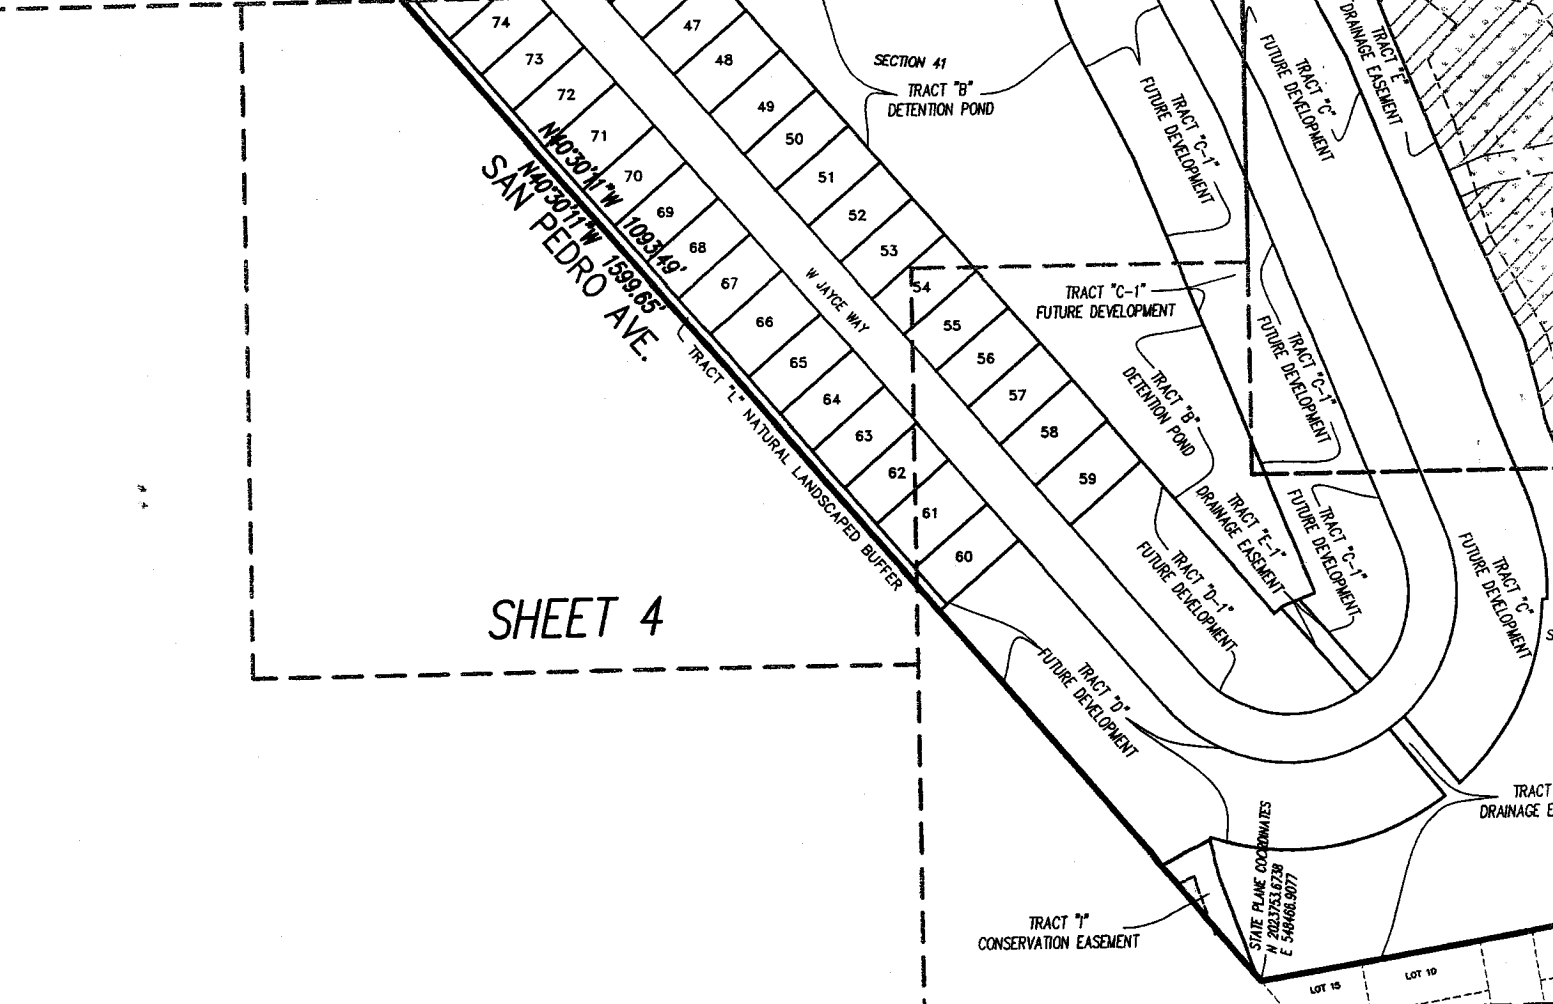 74
73
72
71
70
69
68
67
66
65
64
63
62
61
60
47
48
49
50
51
52
53
54
55
56
57
58
59
N40°30'11"W 1093.49'
N40°30'11"W 1599.65'
SAN PEDRO AVE.
TRACT "L" NATURAL LANDSCAPED BUFFER
W JAYCE WAY
SECTION 41
TRACT "B"
DETENTION POND
TRACT "C-1"
FUTURE DEVELOPMENT
TRACT "C"
FUTURE DEVELOPMENT
TRACT "E"
DRAINAGE EASEMENT
TRACT "C-1"
FUTURE DEVELOPMENT
TRACT "C-1"
FUTURE DEVELOPMENT
TRACT "B"
DETENTION POND
TRACT "E-1"
DRAINAGE EASEMENT
TRACT "C-1"
FUTURE DEVELOPMENT
TRACT "C"
FUTURE DEVELOPMENT
TRACT "D-1"
FUTURE DEVELOPMENT
TRACT "D"
FUTURE DEVELOPMENT
S
SHEET 4
TRACT
DRAINAGE E
STATE PLANE COORDINATES
N 2023753.6738
E 548468.9077
TRACT "I"
CONSERVATION EASEMENT
LOT 15
LOT 10